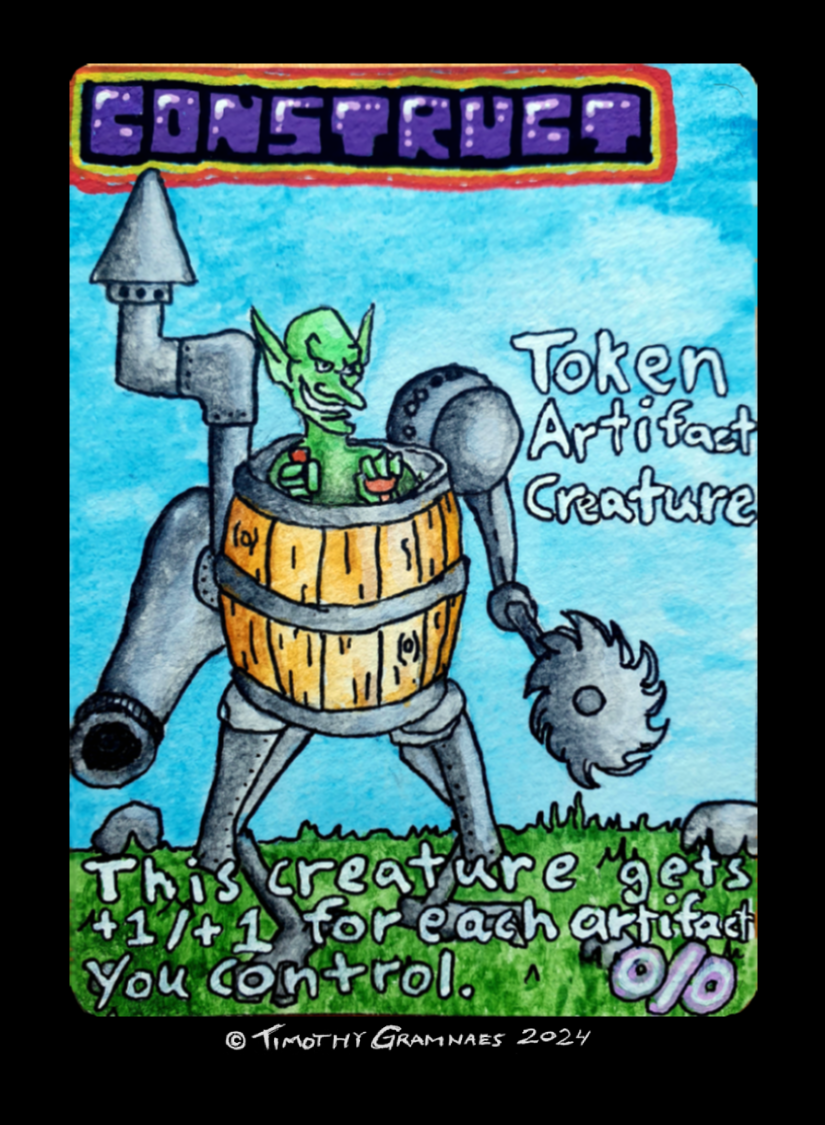 CONSTRUCT
Token
Artifact
Creature
This creature gets
+1/+1 for each artifact
you control.
0/0
© TIMOTHY GRAMNAES 2024